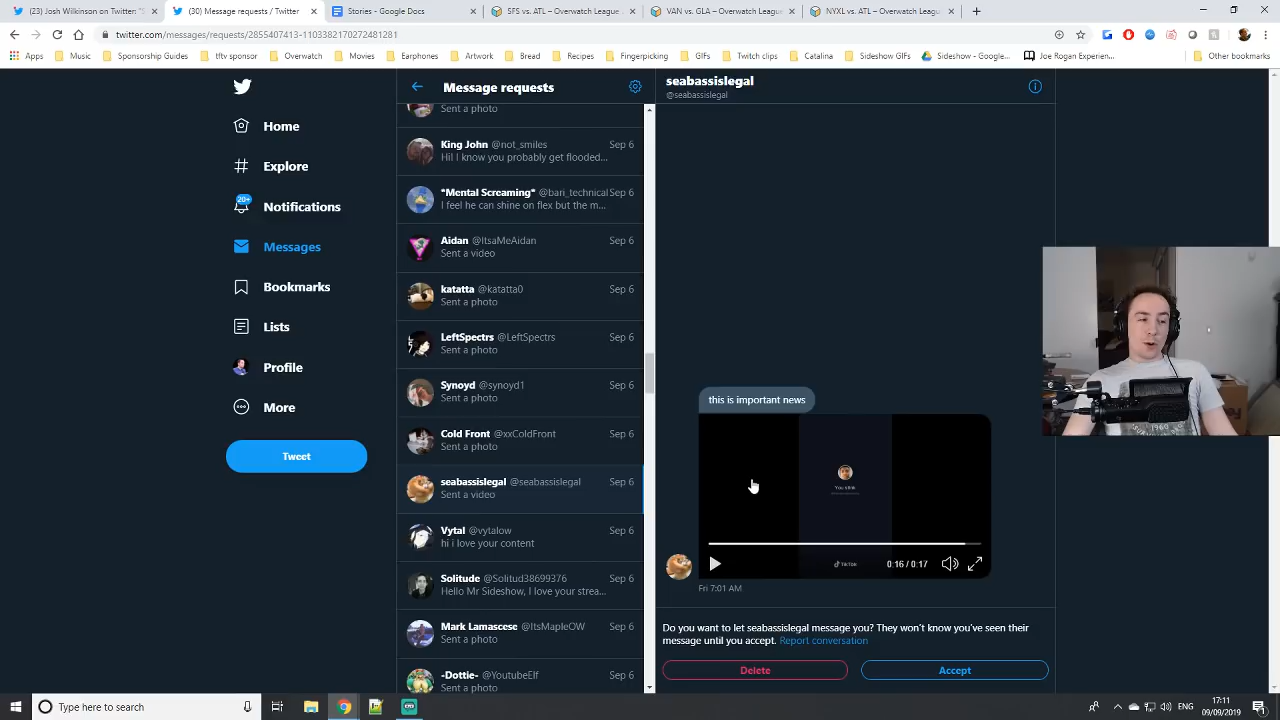 (23) Josh Wilkinson on Twitter: "S
(30) Message requests / Twitter
Stories - Google Docs
SFS vs. ATL – Overwatch League
VAN vs. GLA – Overwatch League
NYXL vs. ATL – Overwatch League
twitter.com/messages/requests/2855407413-1103382170272481281
Apps
Music
Sponsorship Guides
tftv sponsor
Overwatch
Movies
Earphones
Artwork
Bread
Recipes
Fingerpicking
GIFs
Twitch clips
Catalina
Sideshow GIFs
Sideshow - Google...
Joe Rogan Experien...
Other bookmarks
Home
Explore
20+
Notifications
Messages
Bookmarks
Lists
Profile
More
Tweet
Message requests
Sent a photo
King John @not_smiles Sep 6
Hi! I know you probably get flooded...
*Mental Screaming* @bari_technical Sep 6
I feel he can shine on flex but the m...
Aidan @ItsaMeAidan Sep 6
Sent a video
katatta @katatta0 Sep 6
Sent a photo
LeftSpectrs @LeftSpectrs Sep 6
Sent a photo
Synoyd @synoyd1 Sep 6
Sent a photo
Cold Front @xxColdFront Sep 6
Sent a photo
seabassislegal @seabassislegal Sep 6
Sent a video
Vytal @vytalow Sep 6
hi i love your content
Solitude @Solitud38699376 Sep 6
Hello Mr Sideshow, I love your strea...
Mark Lamascese @ItsMapleOW Sep 6
Sent a photo
-Dottie- @YoutubeElf Sep 6
Sent a photo
seabassislegal
@seabassislegal
this is important news
TikTok
0:16 / 0:17
Fri 7:01 AM
Do you want to let seabassislegal message you? They won't know you've seen their
message until you accept. Report conversation
Delete
Accept
Type here to search
ENG
17:11
09/09/2019